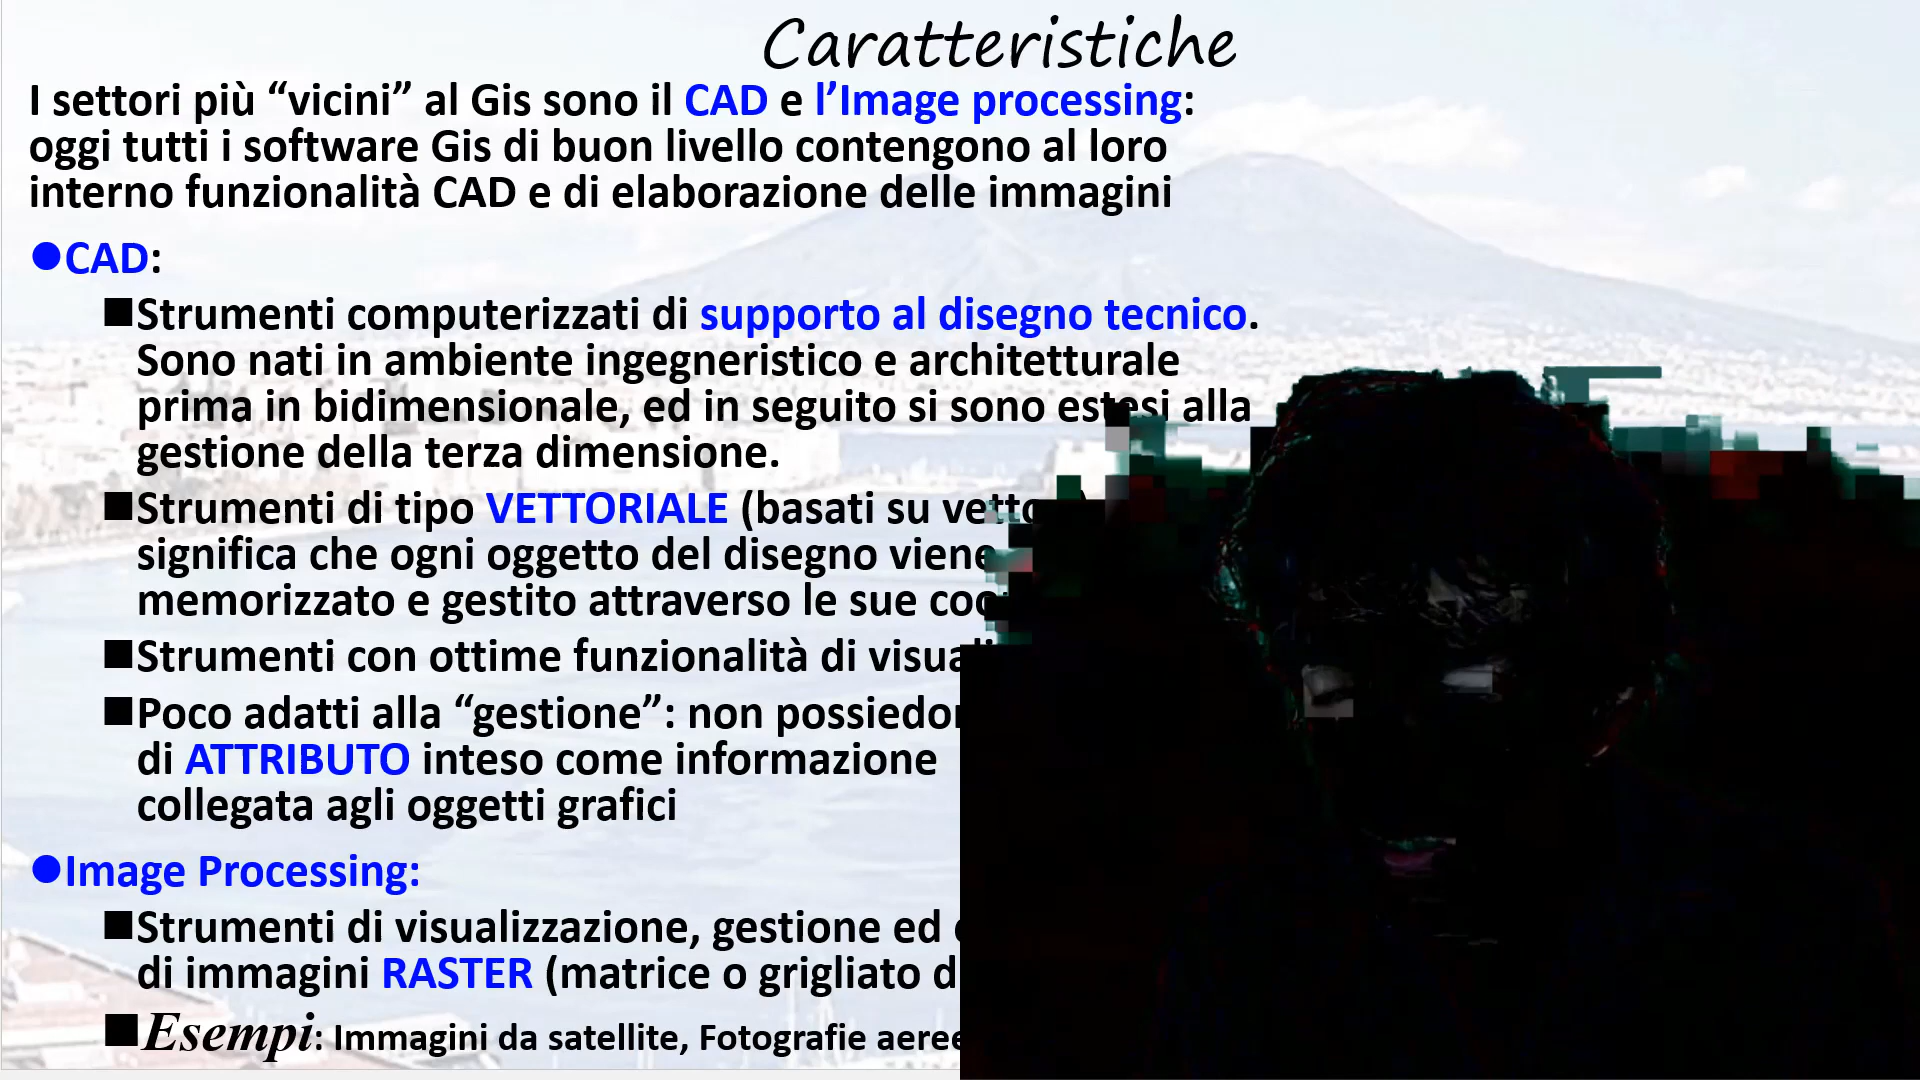 Caratteristiche
I settori più “vicini” al Gis sono il CAD e l’Image processing:
oggi tutti i software Gis di buon livello contengono al loro
interno funzionalità CAD e di elaborazione delle immagini
●CAD:
■Strumenti computerizzati di supporto al disegno tecnico.
Sono nati in ambiente ingegneristico e architetturale
prima in bidimensionale, ed in seguito si sono estesi alla
gestione della terza dimensione.
■Strumenti di tipo VETTORIALE (basati su
significa che ogni oggetto del disegno viene
memorizzato e gestito attraverso le sue
■Strumenti con ottime funzionalità di
■Poco adatti alla “gestione”: non
di ATTRIBUTO inteso come informazione
collegata agli oggetti grafici
●Image Processing:
■Strumenti di visualizzazione, gestione ed
di immagini RASTER (matrice o grigliato
■Esempi: Immagini da satellite, Fotografie aeree